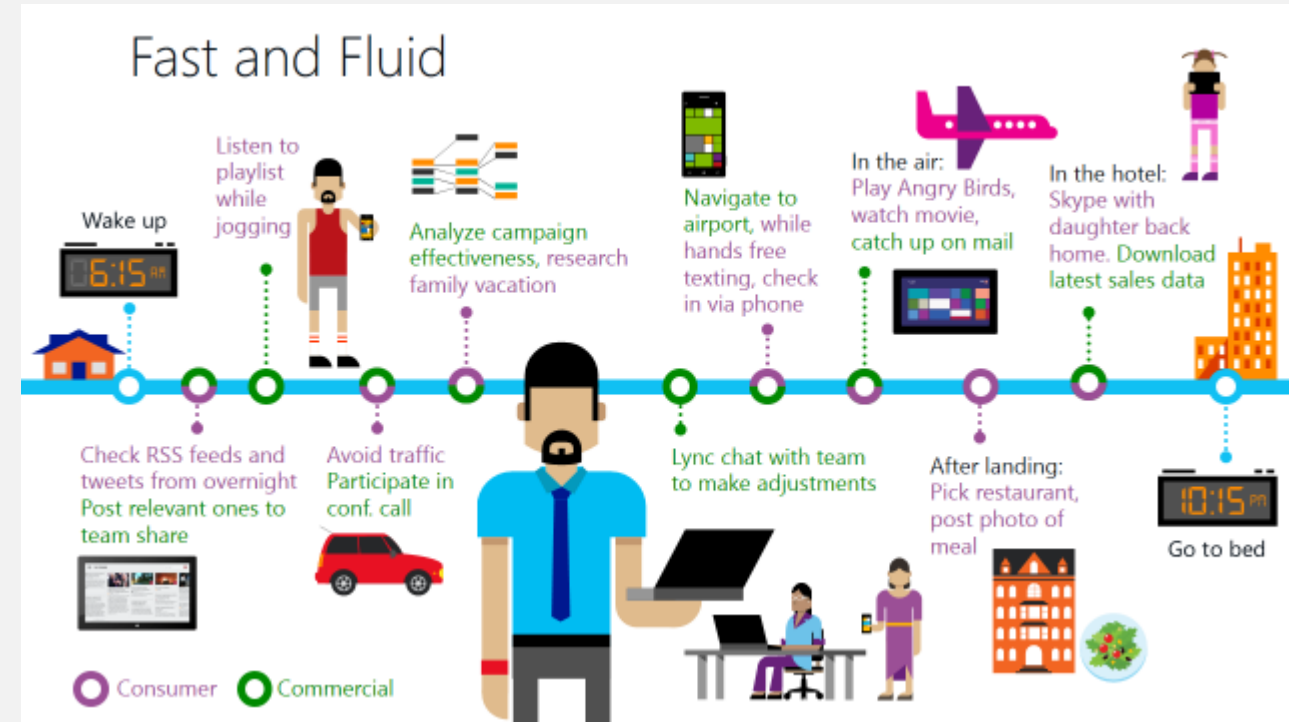 Fast and Fluid
Wake up
6:15 AM
Listen to
playlist
while
jogging
Analyze campaign
effectiveness, research
family vacation
Navigate to
airport, while
hands free
texting, check
in via phone
In the air:
Play Angry Birds,
watch movie,
catch up on mail
In the hotel:
Skype with
daughter back
home. Download
latest sales data
Check RSS feeds and
tweets from overnight
Post relevant ones to
team share
Avoid traffic
Participate in
conf. call
Lync chat with team
to make adjustments
After landing:
Pick restaurant,
post photo of
meal
10:15 PM
Go to bed
Consumer
Commercial